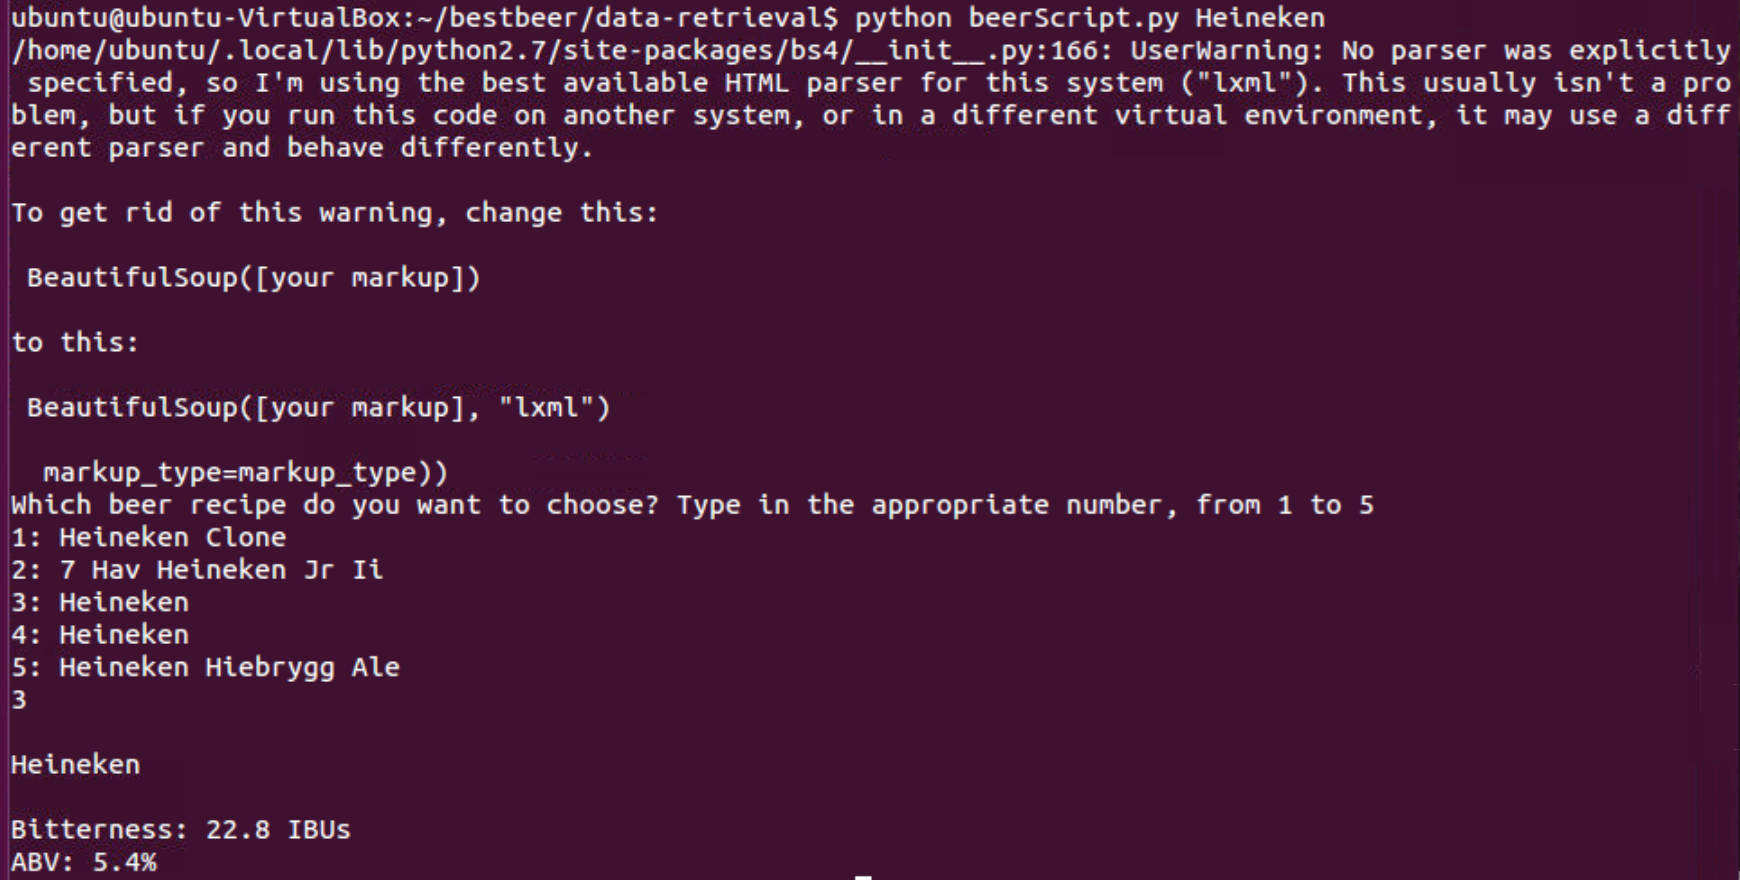 ubuntu@ubuntu-VirtualBox:~/bestbeer/data-retrieval$ python beerScript.py Heineken
/home/ubuntu/.local/lib/python2.7/site-packages/bs4/__init__.py:166: UserWarning: No parser was explicitly
 specified, so I'm using the best available HTML parser for this system ("lxml"). This usually isn't a pro
blem, but if you run this code on another system, or in a different virtual environment, it may use a diff
erent parser and behave differently.
To get rid of this warning, change this:
 BeautifulSoup([your markup])
to this:
 BeautifulSoup([your markup], "lxml")
  markup_type=markup_type))
Which beer recipe do you want to choose? Type in the appropriate number, from 1 to 5
1: Heineken Clone
2: 7 Hav Heineken Jr Ii
3: Heineken
4: Heineken
5: Heineken Hiebrygg Ale
3
Heineken
Bitterness: 22.8 IBUs
ABV: 5.4%